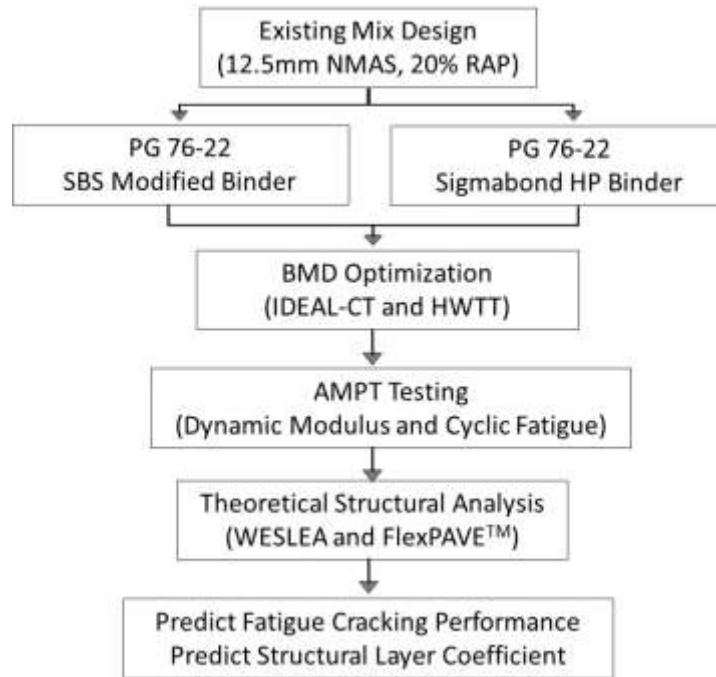 Existing Mix Design
(12.5mm NMAS, 20% RAP)
PG 76-22
SBS Modified Binder
PG 76-22
Sigmabond HP Binder
BMD Optimization
(IDEAL-CT and HWTT)
AMPT Testing
(Dynamic Modulus and Cyclic Fatigue)
Theoretical Structural Analysis
(WESLEA and FlexPAVE™)
Predict Fatigue Cracking Performance
Predict Structural Layer Coefficient